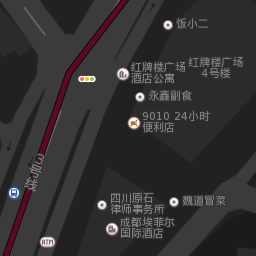 饭小二
红牌楼广场
酒店公寓
红牌楼广场
4号楼
永鑫副食
9010 24小时
便利店
3号线
四川原石
律师事务所
魏道冒菜
成都埃菲尔
国际酒店
ATM